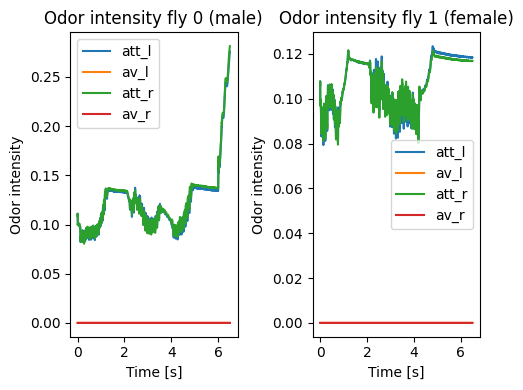 Odor intensity fly 0 (male)
Odor intensity
0.25
0.20
0.15
0.10
0.05
0.00
att_l
av_l
att_r
av_r
0
2
4
6
Time [s]
Odor intensity fly 1 (female)
Odor intensity
0.12
0.10
0.08
0.06
0.04
0.02
0.00
att_l
av_l
att_r
av_r
0
2
4
6
Time [s]